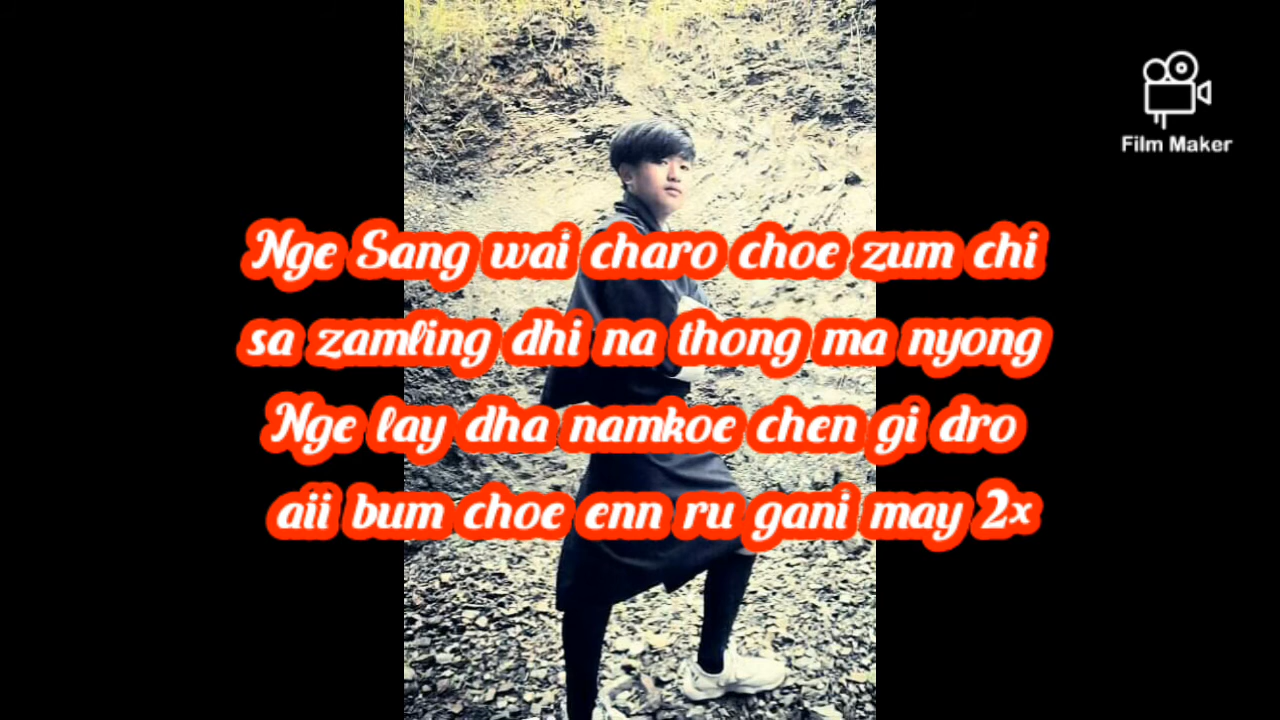 Film Maker
Nge Sang wai charo choe zum chi
sa zamling dhi na thong ma nyong
Nge lay dha namkoe chen gi dro
aii bum choe enn ru gani may 2x